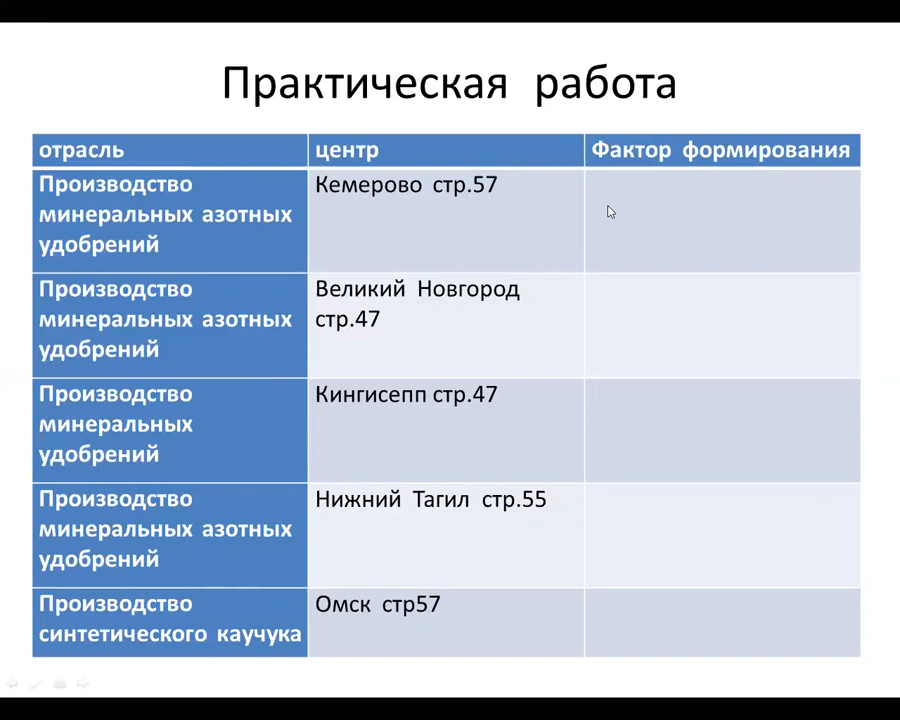 Практическая работа
отрасль
центр
Фактор формирования
Производство
минеральных азотных
удобрений
Кемерово стр.57
Производство
минеральных азотных
удобрений
Великий Новгород
стр.47
Производство
минеральных
удобрений
Кингисепп стр.47
Производство
минеральных азотных
удобрений
Нижний Тагил стр.55
Производство
синтетического каучука
Омск стр57